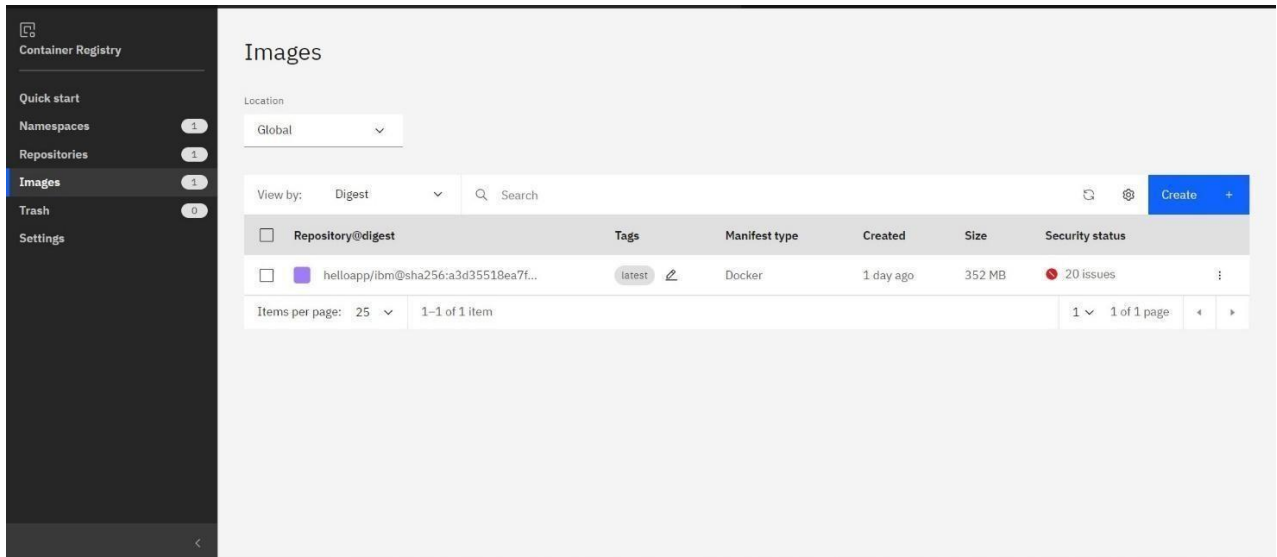 Container Registry
Quick start
Namespaces 1
Repositories 1
Images 1
Trash 0
Settings
Images
Location
Global
View by: Digest Search Create +
Repository@digest Tags Manifest type Created Size Security status
helloapp/ibm@sha256:a3d35518ea7f... latest Docker 1 day ago 352 MB 20 issues
Items per page: 25 1–1 of 1 item 1 1 of 1 page